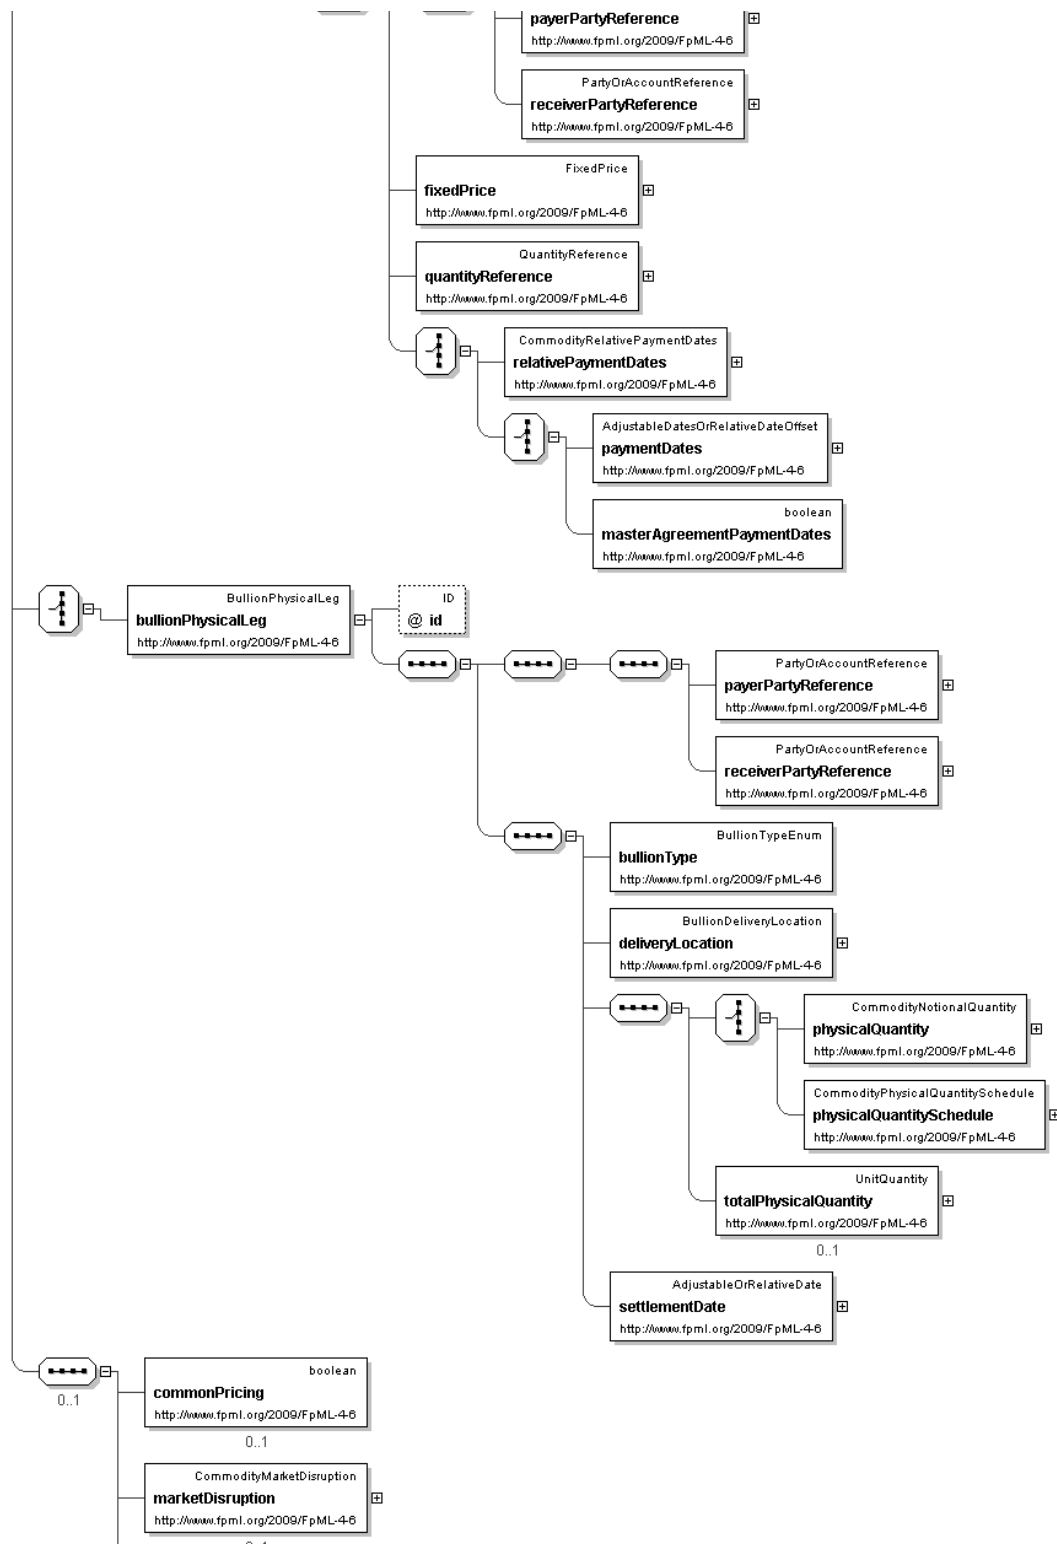 payerPartyReference
http://www.fpml.org/2009/FpML-4-6
PartyOrAccountReference
receiverPartyReference
http://www.fpml.org/2009/FpML-4-6
FixedPrice
fixedPrice
http://www.fpml.org/2009/FpML-4-6
QuantityReference
quantityReference
http://www.fpml.org/2009/FpML-4-6
CommodityRelativePaymentDates
relativePaymentDates
http://www.fpml.org/2009/FpML-4-6
AdjustableDatesOrRelativeDateOffset
paymentDates
http://www.fpml.org/2009/FpML-4-6
boolean
masterAgreementPaymentDates
http://www.fpml.org/2009/FpML-4-6
BullionPhysicalLeg
bullionPhysicalLeg
http://www.fpml.org/2009/FpML-4-6
ID
@ id
PartyOrAccountReference
payerPartyReference
http://www.fpml.org/2009/FpML-4-6
PartyOrAccountReference
receiverPartyReference
http://www.fpml.org/2009/FpML-4-6
BullionTypeEnum
bullionType
http://www.fpml.org/2009/FpML-4-6
BullionDeliveryLocation
deliveryLocation
http://www.fpml.org/2009/FpML-4-6
CommodityNotionalQuantity
physicalQuantity
http://www.fpml.org/2009/FpML-4-6
CommodityPhysicalQuantitySchedule
physicalQuantitySchedule
http://www.fpml.org/2009/FpML-4-6
UnitQuantity
totalPhysicalQuantity
http://www.fpml.org/2009/FpML-4-6
0..1
AdjustableOrRelativeDate
settlementDate
http://www.fpml.org/2009/FpML-4-6
0..1
boolean
commonPricing
http://www.fpml.org/2009/FpML-4-6
0..1
CommodityMarketDisruption
marketDisruption
http://www.fpml.org/2009/FpML-4-6